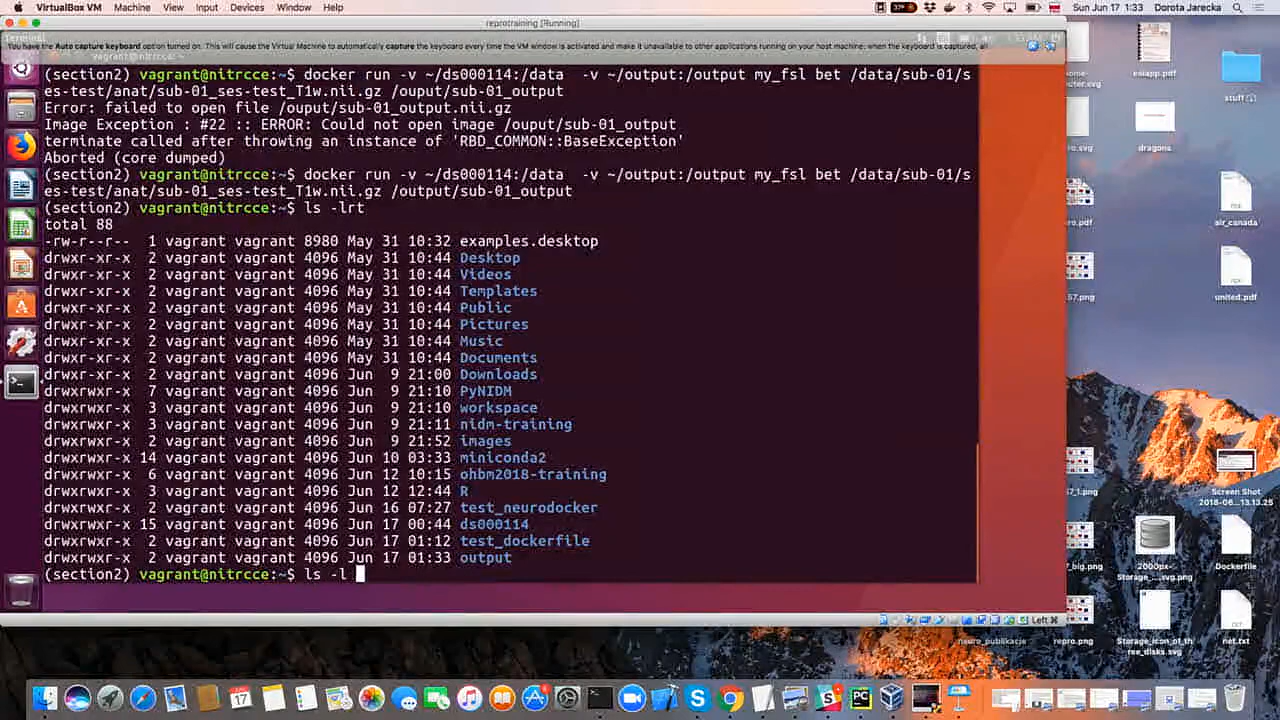 VirtualBox VM Machine View Input Devices Window Help
37%
Sun Jun 17 1:33 Dorota Jarecka
reprotraining [Running]
You have the Auto capture keyboard option turned on. This will cause the Virtual Machine to automatically capture the keyboard every time the VM window is activated and make it unavailable to other applications running on your host machine: when the keyboard is captured, all
(section2) vagrant@nitrcce:~$ docker run -v ~/ds000114:/data  -v ~/output:/output my_fsl bet /data/sub-01/s
es-test/anat/sub-01_ses-test_T1w.nii.gz /ouput/sub-01_output
Error: failed to open file /ouput/sub-01_output.nii.gz
Image Exception : #22 :: ERROR: Could not open image /ouput/sub-01_output
terminate called after throwing an instance of 'RBD_COMMON::BaseException'
Aborted (core dumped)
(section2) vagrant@nitrcce:~$ docker run -v ~/ds000114:/data  -v ~/output:/output my_fsl bet /data/sub-01/s
es-test/anat/sub-01_ses-test_T1w.nii.gz /output/sub-01_output
(section2) vagrant@nitrcce:~$ ls -lrt
total 88
-rw-r--r--  1 vagrant vagrant 8980 May 31 10:32 examples.desktop
drwxr-xr-x  2 vagrant vagrant 4096 May 31 10:44 Desktop
drwxr-xr-x  2 vagrant vagrant 4096 May 31 10:44 Videos
drwxr-xr-x  2 vagrant vagrant 4096 May 31 10:44 Templates
drwxr-xr-x  2 vagrant vagrant 4096 May 31 10:44 Public
drwxr-xr-x  2 vagrant vagrant 4096 May 31 10:44 Pictures
drwxr-xr-x  2 vagrant vagrant 4096 May 31 10:44 Music
drwxr-xr-x  2 vagrant vagrant 4096 May 31 10:44 Documents
drwxr-xr-x  2 vagrant vagrant 4096 Jun  9 21:00 Downloads
drwxrwxr-x  7 vagrant vagrant 4096 Jun  9 21:10 PyNIDM
drwxrwxr-x  3 vagrant vagrant 4096 Jun  9 21:10 workspace
drwxrwxr-x  3 vagrant vagrant 4096 Jun  9 21:11 nidm-training
drwxrwxr-x  2 vagrant vagrant 4096 Jun  9 21:52 images
drwxrwxr-x 14 vagrant vagrant 4096 Jun 10 03:33 miniconda2
drwxrwxr-x  6 vagrant vagrant 4096 Jun 12 10:15 ohbm2018-training
drwxrwxr-x  3 vagrant vagrant 4096 Jun 12 12:44 R
drwxrwxr-x  2 vagrant vagrant 4096 Jun 16 07:27 test_neurodocker
drwxrwxr-x 15 vagrant vagrant 4096 Jun 17 00:44 ds000114
drwxrwxr-x  2 vagrant vagrant 4096 Jun 17 01:12 test_dockerfile
drwxrwxr-x  2 vagrant vagrant 4096 Jun 17 01:33 output
(section2) vagrant@nitrcce:~$ ls -l
Left ⌘
esiapp.pdf
stuff
dragons
air_canada
united.pdf
Screen Shot
2018-06...13.13.25
2000px-
Storage_....svg.png
Dockerfile
neuro_publikacje
repro.png
Storage_icon_of_th
ree_disks.svg
net.txt
17